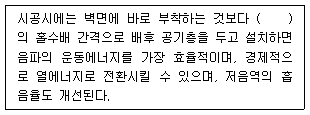 시공시에는 벽면에 바로 부착하는 것보다 (    )
의 홀수배 간격으로 배후 공기층을 두고 설치하면
음파의 운동에너지를 가장 효율적이며, 경제적으
로 열에너지로 전환시킬 수 있으며, 저음역의 흡
음율도 개선된다.